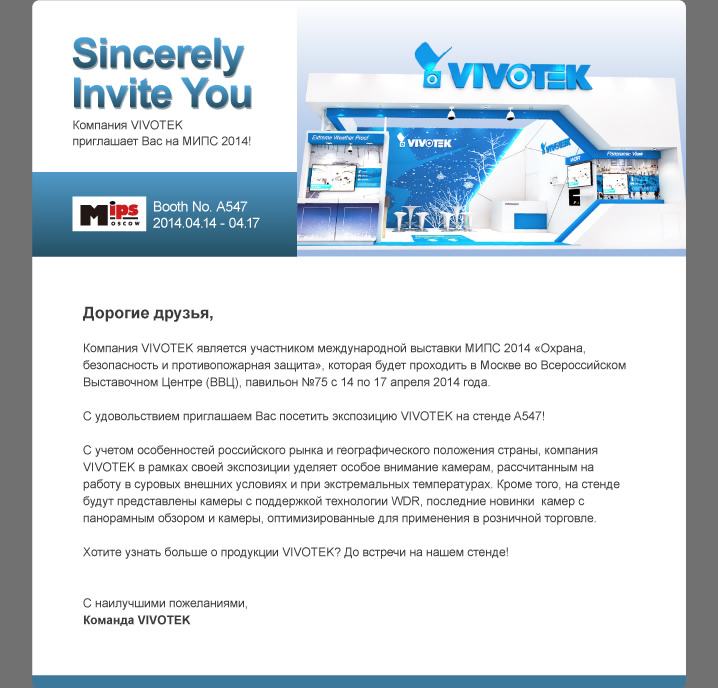 Sincerely
Invite You
Компания VIVOTEK
приглашает Вас на МИПС 2014!
Mips
OSCOW
Booth No. A547
2014.04.14 - 04.17
VIVOTEK
Extreme Weather Proof
VIVOTEK
VIVOTEK
WDR
Panoramic View
Дорогие друзья,
Компания VIVOTEK является участником международной выставки МИПС 2014 «Охрана,
безопасность и противопожарная защита», которая будет проходить в Москве во Всероссийском
Выставочном Центре (ВВЦ), павильон №75 с 14 по 17 апреля 2014 года.
С удовольствием приглашаем Вас посетить экспозицию VIVOTEK на стенде А547!
С учетом особенностей российского рынка и географического положения страны, компания
VIVOTEK в рамках своей экспозиции уделяет особое внимание камерам, рассчитанным на
работу в суровых внешних условиях и при экстремальных температурах. Кроме того, на стенде
будут представлены камеры с поддержкой технологии WDR, последние новинки  камер с
панорамным обзором и камеры, оптимизированные для применения в розничной торговле.
Хотите узнать больше о продукции VIVOTEK? До встречи на нашем стенде!
С наилучшими пожеланиями,
Команда VIVOTEK